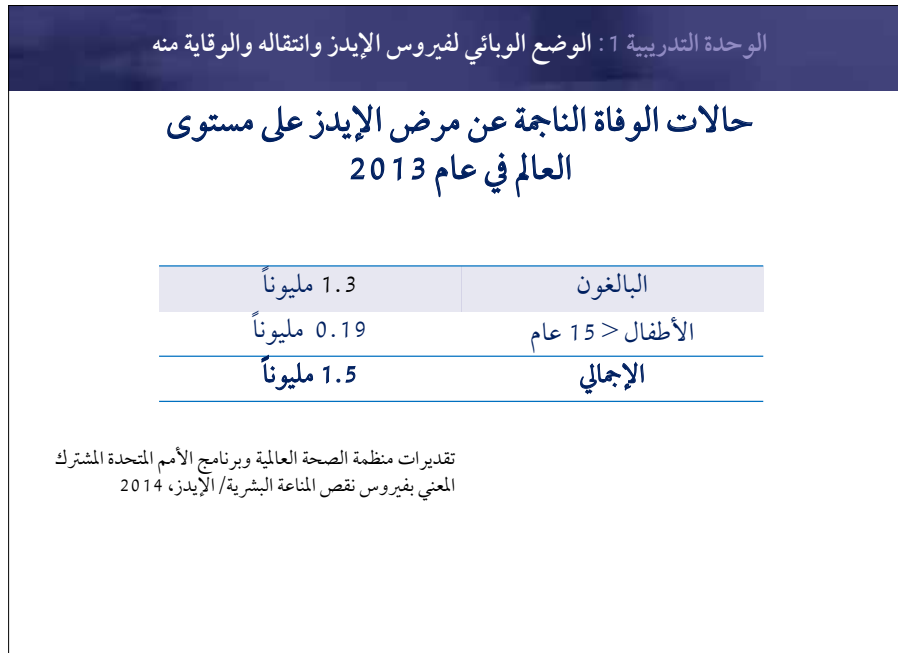 الوحدة التدريبية 1: الوضع الوبائي لفيروس الإيدز وانتقاله والوقاية منه
حالات الوفاة الناجمة عن مرض الإيدز على مستوى
العالم في عام 2013
البالغون 1.3 مليوناً
الأطفال < 15 عام 0.19 مليوناً
الإجمالي 1.5 مليوناً
تقديرات منظمة الصحة العالمية وبرنامج الأمم المتحدة المشترك
المعني بفيروس نقص المناعة البشرية/ الإيدز، 2014